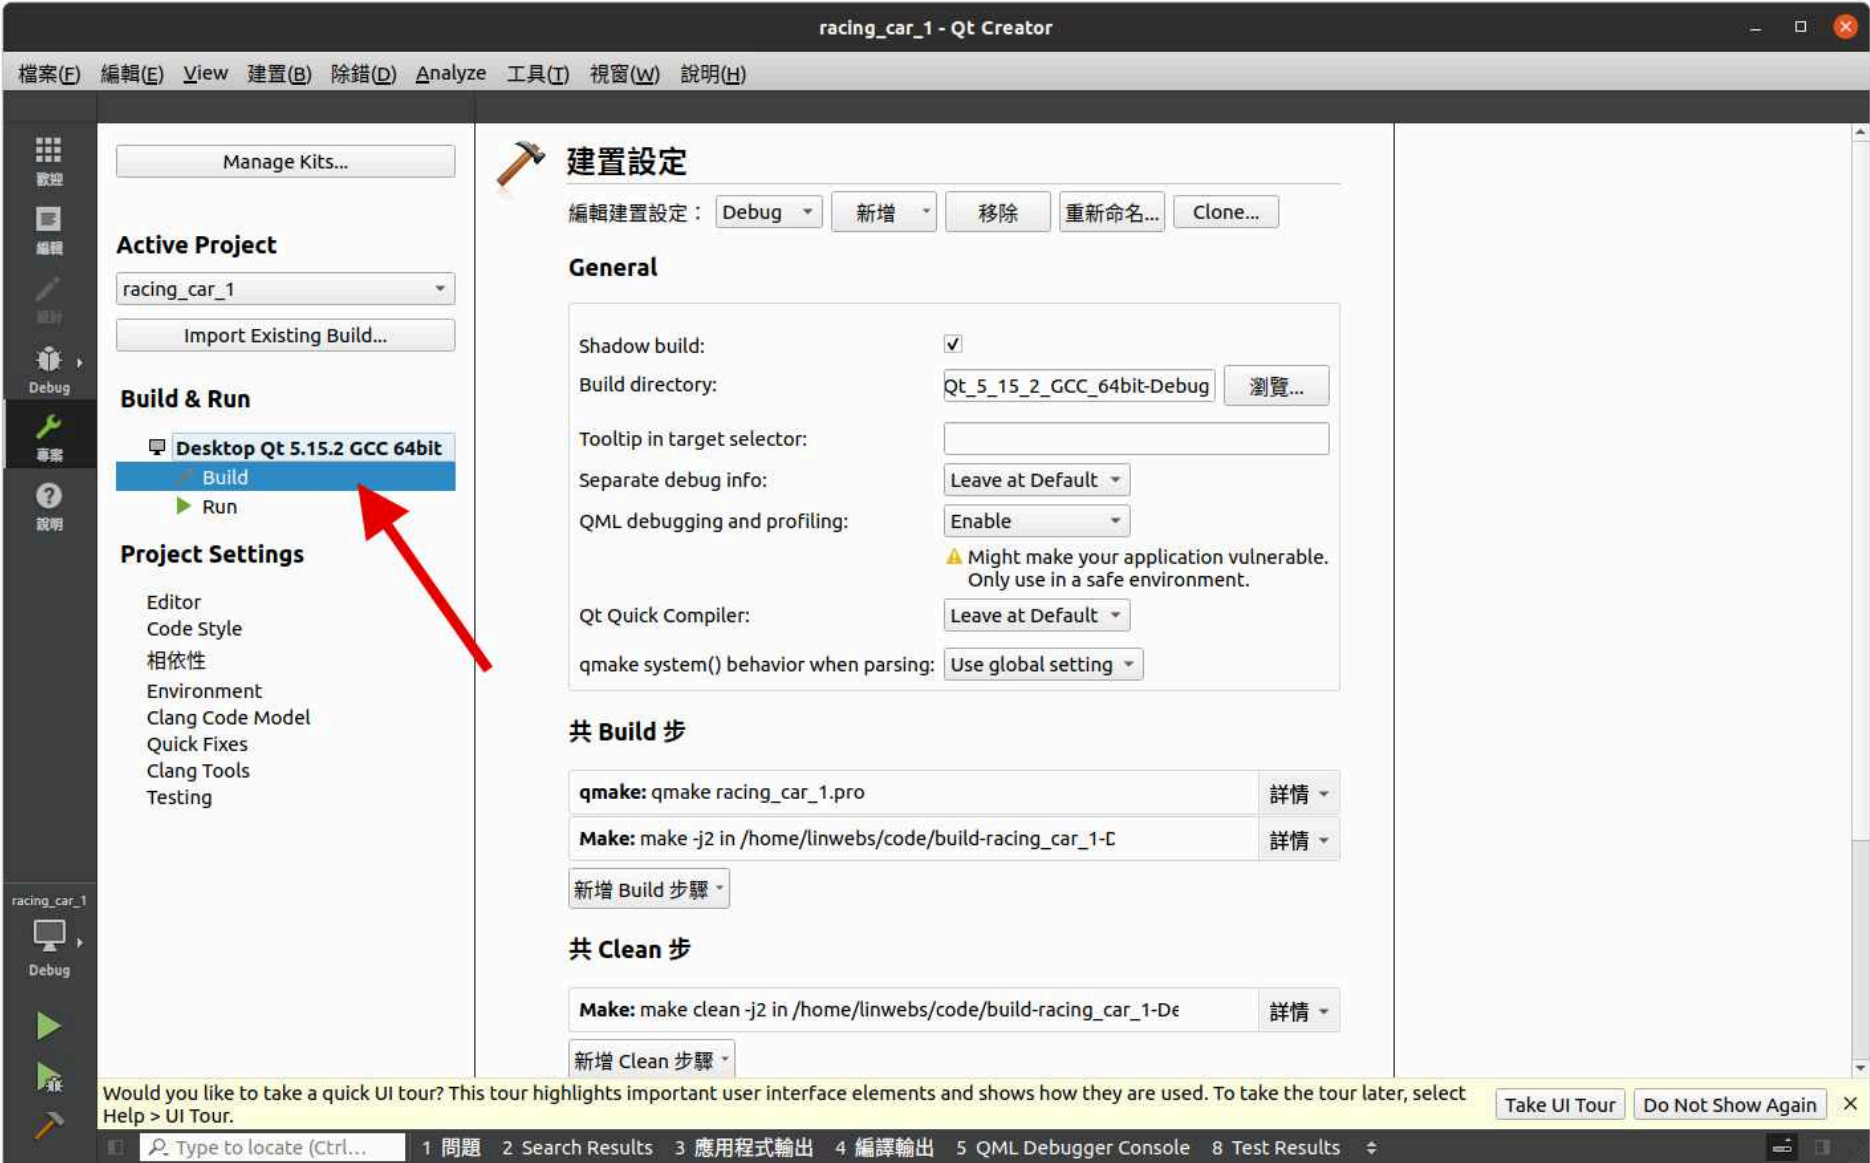 racing_car_1 - Qt Creator
檔案(F) 編輯(E) View 建置(B) 除錯(D) Analyze 工具(T) 視窗(W) 說明(H)
歡迎
編輯
設計
Debug
專案
說明
racing_car_1
Debug
Manage Kits...
Active Project
racing_car_1
Import Existing Build...
Build & Run
Desktop Qt 5.15.2 GCC 64bit
Build
Run
Project Settings
Editor
Code Style
相依性
Environment
Clang Code Model
Quick Fixes
Clang Tools
Testing
建置設定
編輯建置設定： Debug 新增 移除 重新命名... Clone...
General
Shadow build:
Build directory: Qt_5_15_2_GCC_64bit-Debug 瀏覽...
Tooltip in target selector:
Separate debug info: Leave at Default
QML debugging and profiling: Enable
Might make your application vulnerable.
Only use in a safe environment.
Qt Quick Compiler: Leave at Default
qmake system() behavior when parsing: Use global setting
共 Build 步
qmake: qmake racing_car_1.pro 詳情
Make: make -j2 in /home/linwebs/code/build-racing_car_1-D 詳情
新增 Build 步驟
共 Clean 步
Make: make clean -j2 in /home/linwebs/code/build-racing_car_1-De 詳情
新增 Clean 步驟
Would you like to take a quick UI tour? This tour highlights important user interface elements and shows how they are used. To take the tour later, select
Help > UI Tour.
Take UI Tour Do Not Show Again
Type to locate (Ctrl... 1 問題 2 Search Results 3 應用程式輸出 4 編譯輸出 5 QML Debugger Console 8 Test Results